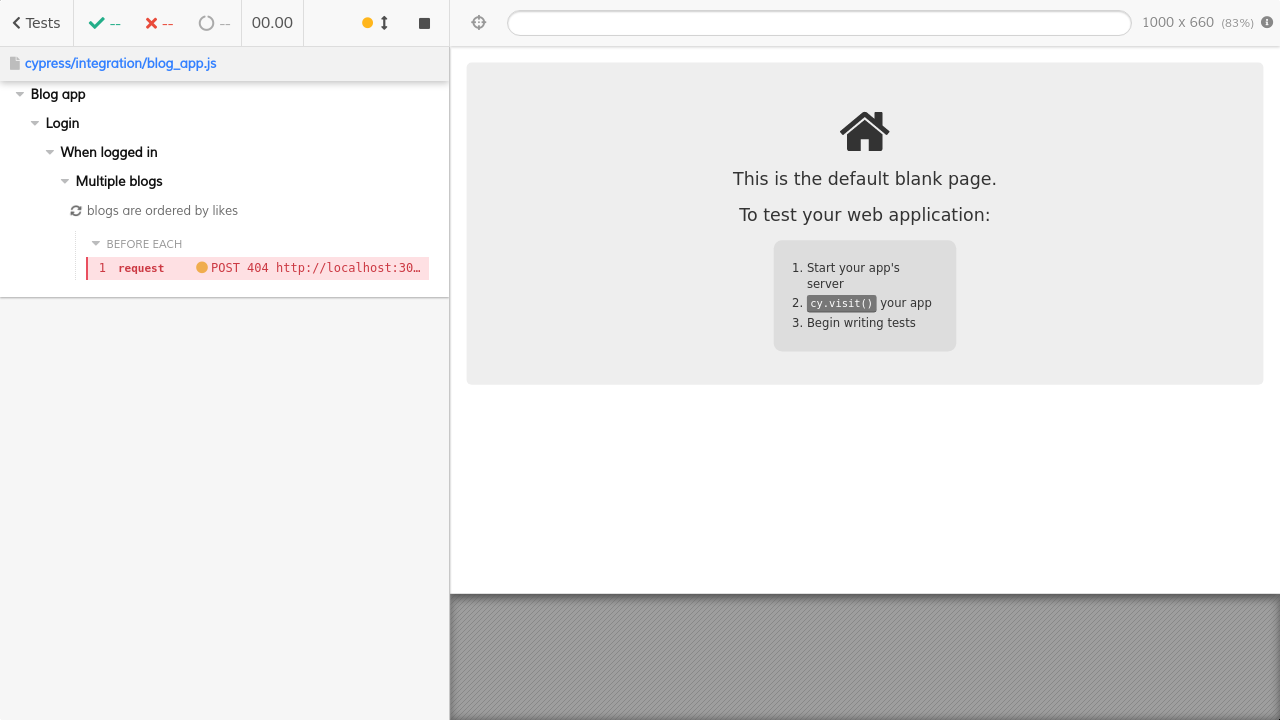 Tests -- -- -- 00.00
1000 x 660 (83%)
cypress/integration/blog_app.js
Blog app
Login
When logged in
Multiple blogs
blogs are ordered by likes
BEFORE EACH
1 request POST 404 http://localhost:30…
This is the default blank page.
To test your web application:
1. Start your app's
server
2. cy.visit() your app
3. Begin writing tests